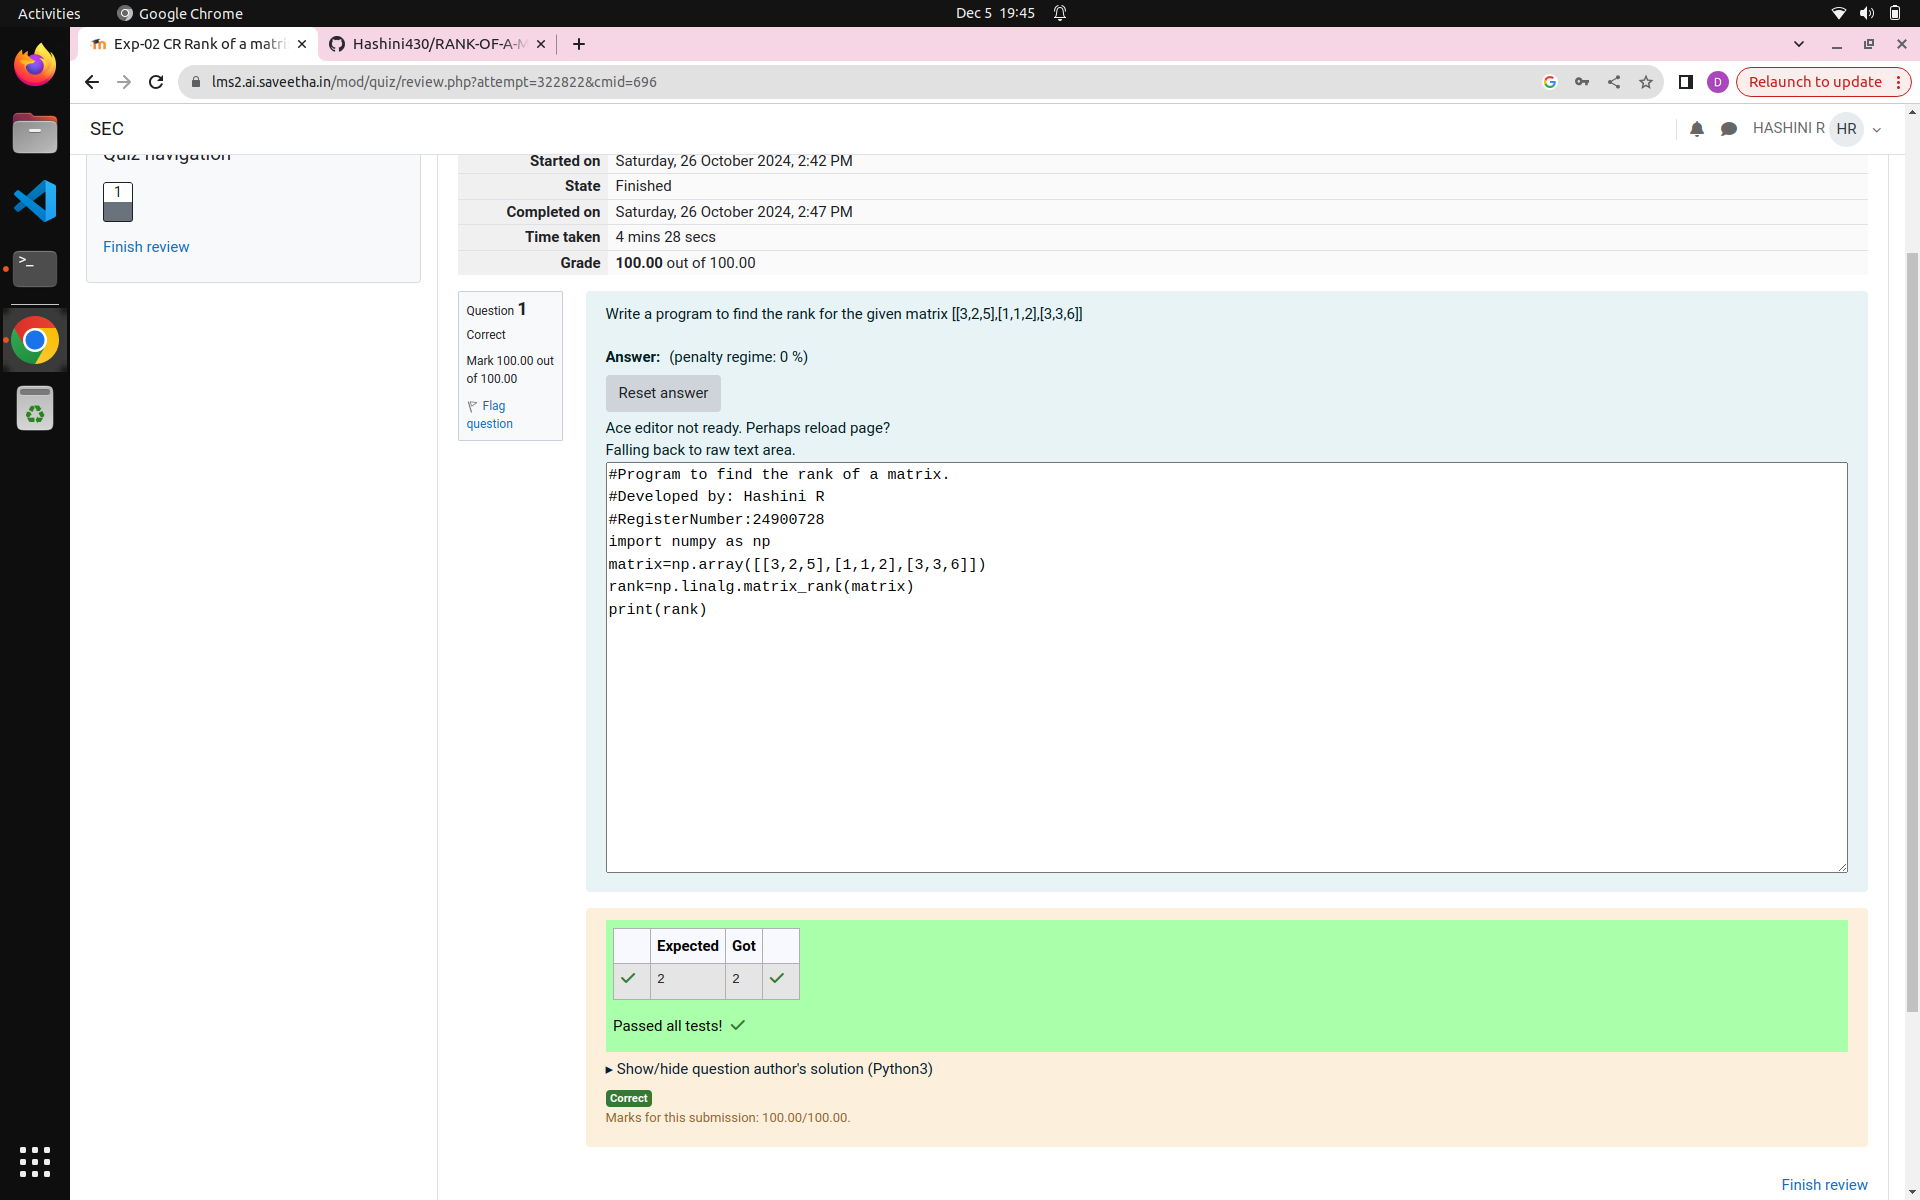 Activities
Google Chrome
Dec 5 19:45
Exp-02 CR Rank of a matri
Hashini430/RANK-OF-A-M
lms2.ai.saveetha.in/mod/quiz/review.php?attempt=322822&cmid=696
D
Relaunch to update
SEC
HASHINI R
HR
Quiz navigation
1
Finish review
Started on Saturday, 26 October 2024, 2:42 PM
State Finished
Completed on Saturday, 26 October 2024, 2:47 PM
Time taken 4 mins 28 secs
Grade 100.00 out of 100.00
Question 1
Correct
Mark 100.00 out
of 100.00
Flag
question
Write a program to find the rank for the given matrix [[3,2,5],[1,1,2],[3,3,6]]
Answer: (penalty regime: 0 %)
Reset answer
Ace editor not ready. Perhaps reload page?
Falling back to raw text area.
#Program to find the rank of a matrix.
#Developed by: Hashini R
#RegisterNumber:24900728
import numpy as np
matrix=np.array([[3,2,5],[1,1,2],[3,3,6]])
rank=np.linalg.matrix_rank(matrix)
print(rank)
Expected Got
2 2
Passed all tests!
Show/hide question author's solution (Python3)
Correct
Marks for this submission: 100.00/100.00.
Finish review